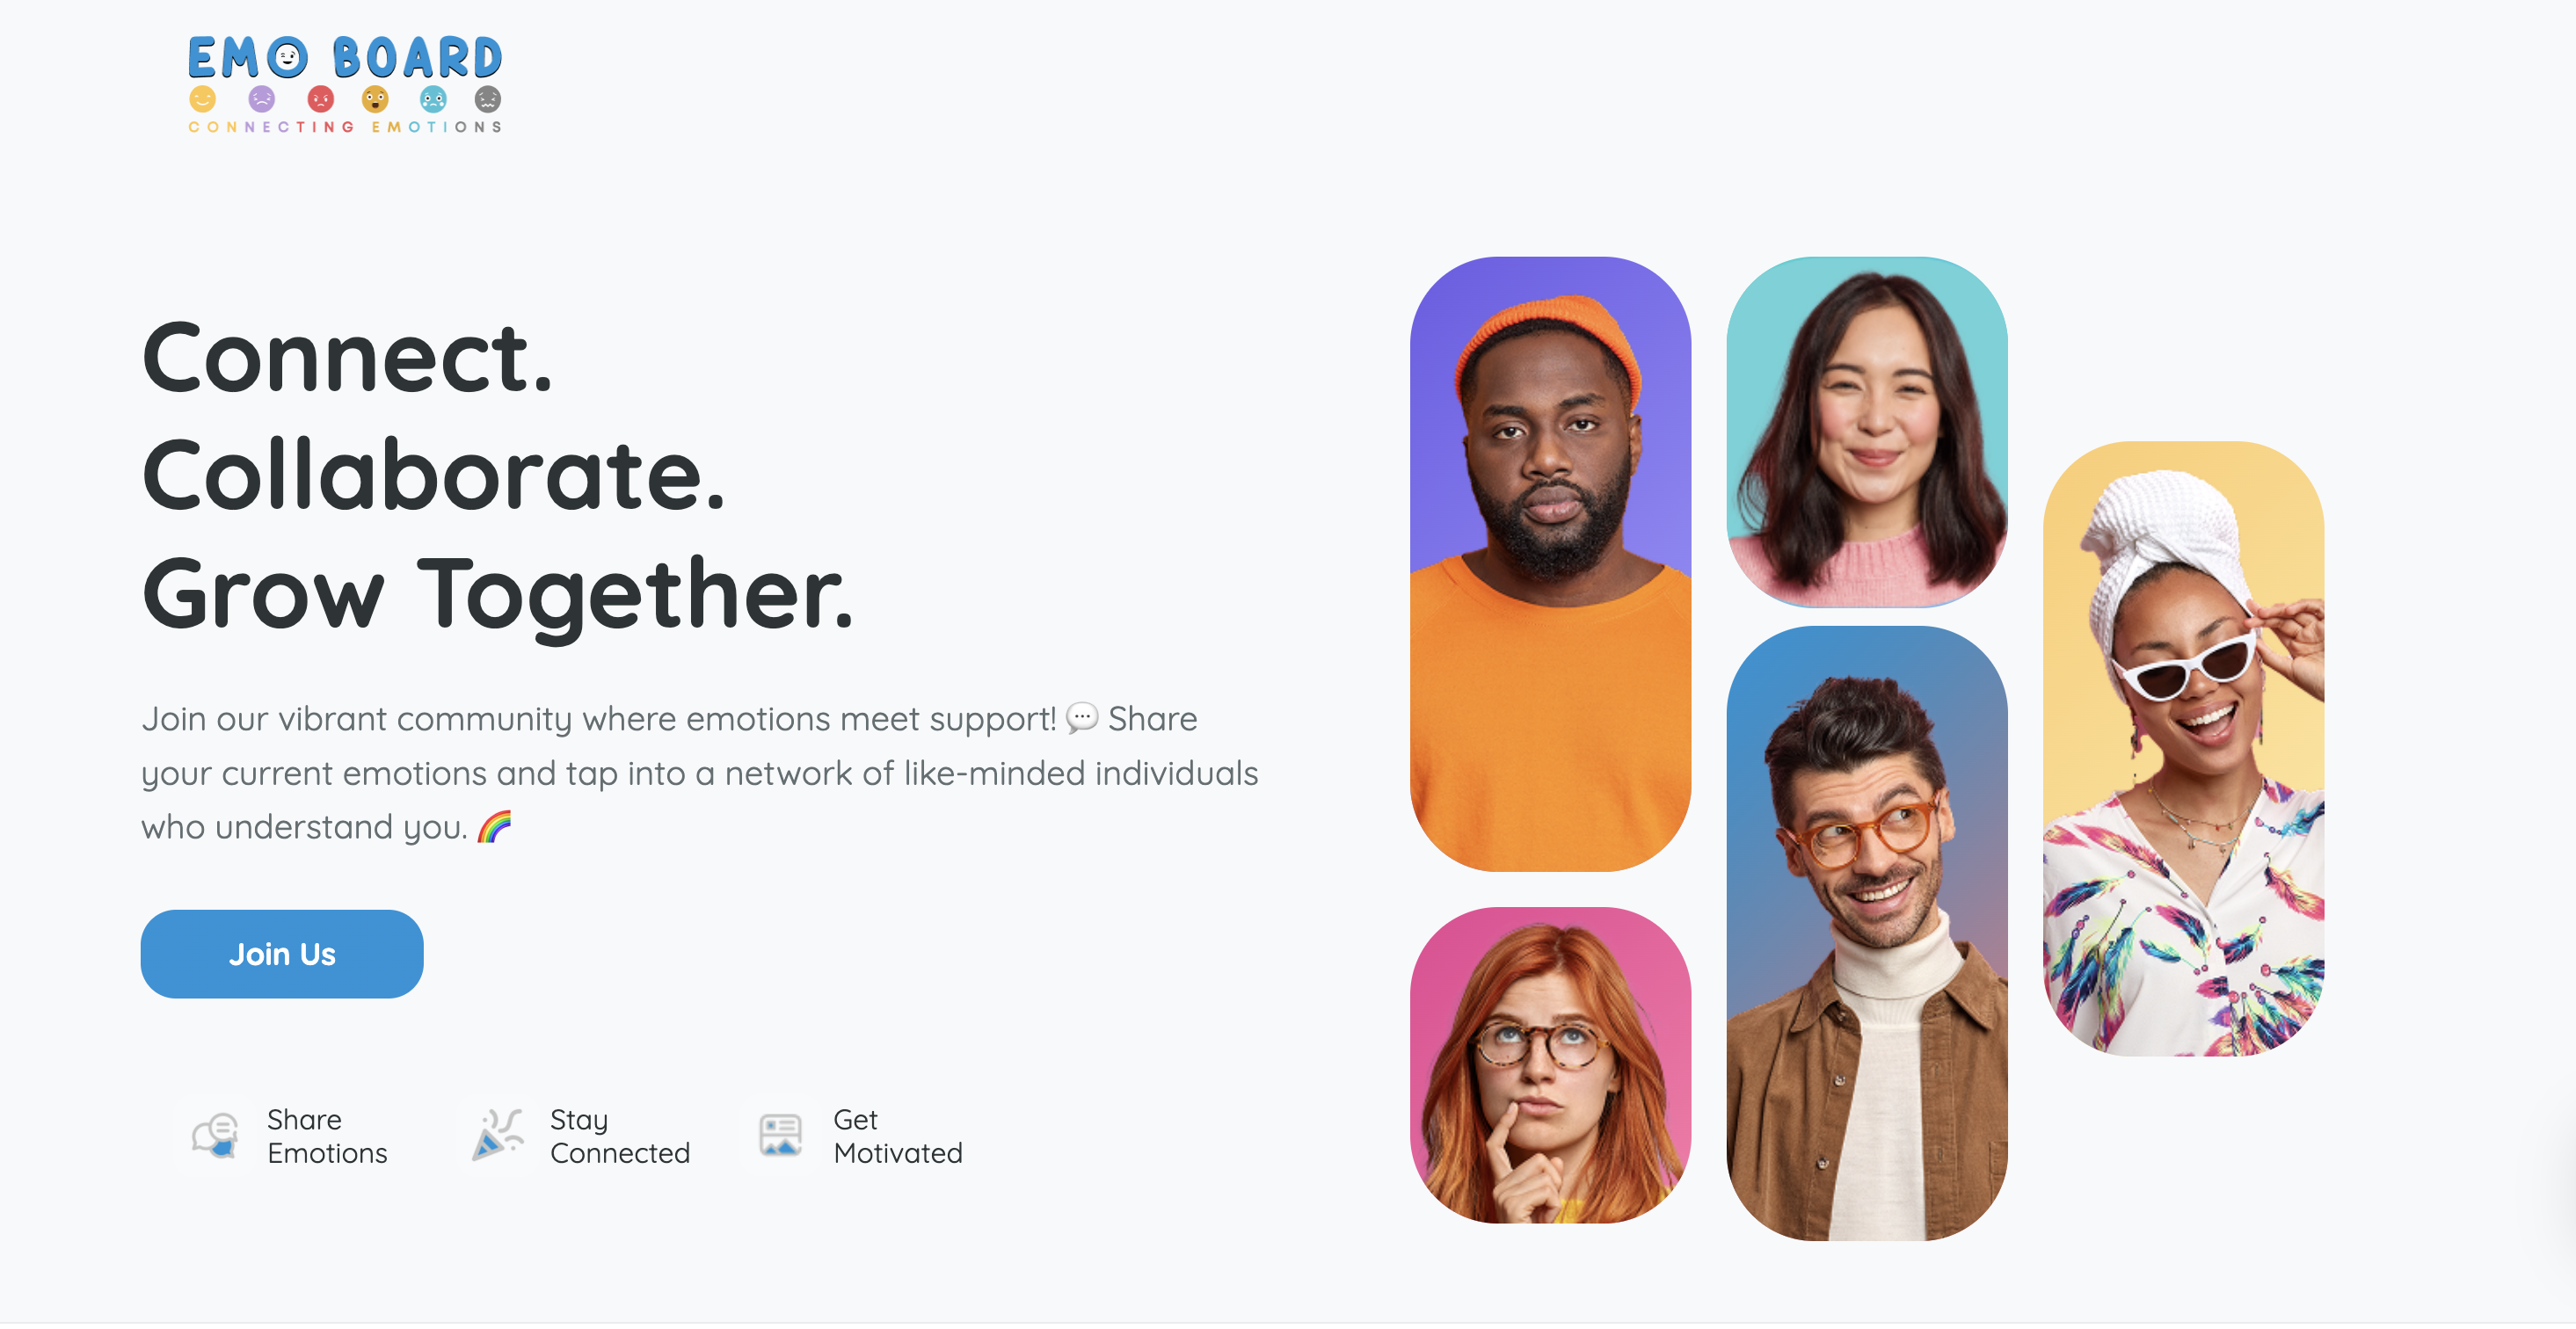 EMO BOARD
CONNECTING EMOTIONS
Connect.
Collaborate.
Grow Together.
Join our vibrant community where emotions meet support! 💬 Share
your current emotions and tap into a network of like-minded individuals
who understand you. 🌈
Join Us
Share
Emotions
Stay
Connected
Get
Motivated